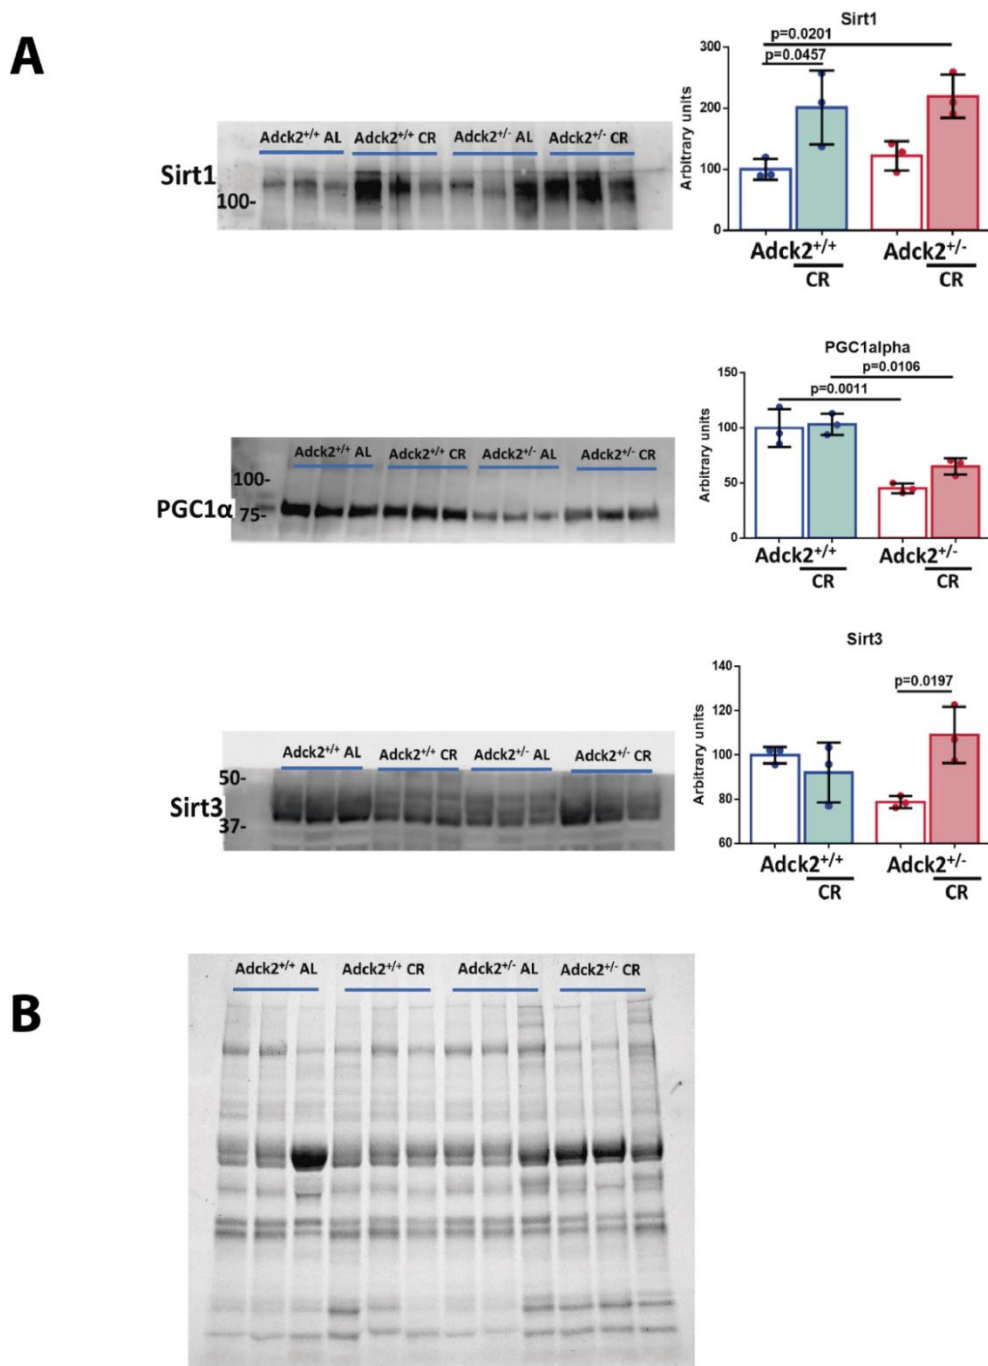 A
Sirt1
Adck2+/+ AL Adck2+/+ CR Adck2+/- AL Adck2+/- CR
100-
Sirt1
p=0.0201
p=0.0457
Arbitrary units
300
200
100
0
Adck2+/+ Adck2+/-
CR CR
PGC1α
Adck2+/+ AL Adck2+/+ CR Adck2+/- AL Adck2+/- CR
100-
75-
PGC1alpha
p=0.0106
p=0.0011
Arbitrary units
150
100
50
0
Adck2+/+ Adck2+/-
CR CR
Sirt3
Adck2+/+ AL Adck2+/+ CR Adck2+/- AL Adck2+/- CR
50-
37-
Sirt3
p=0.0197
Arbitrary units
140
120
100
80
60
Adck2+/+ Adck2+/-
CR CR
B
Adck2+/+ AL Adck2+/+ CR Adck2+/- AL Adck2+/- CR